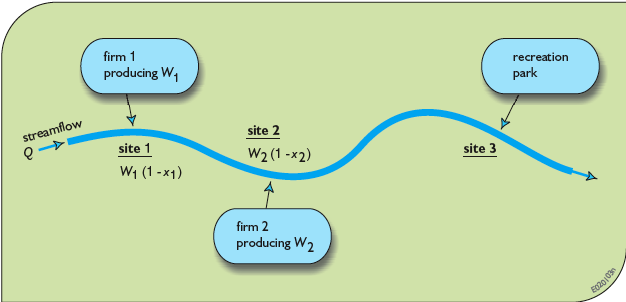 firm 1
producing W₁
recreation
park
streamflow
Q
site 1
W₁ (1 -x₁)
site 2
W₂ (1 -x₂)
site 3
firm 2
producing W₂
E020103n